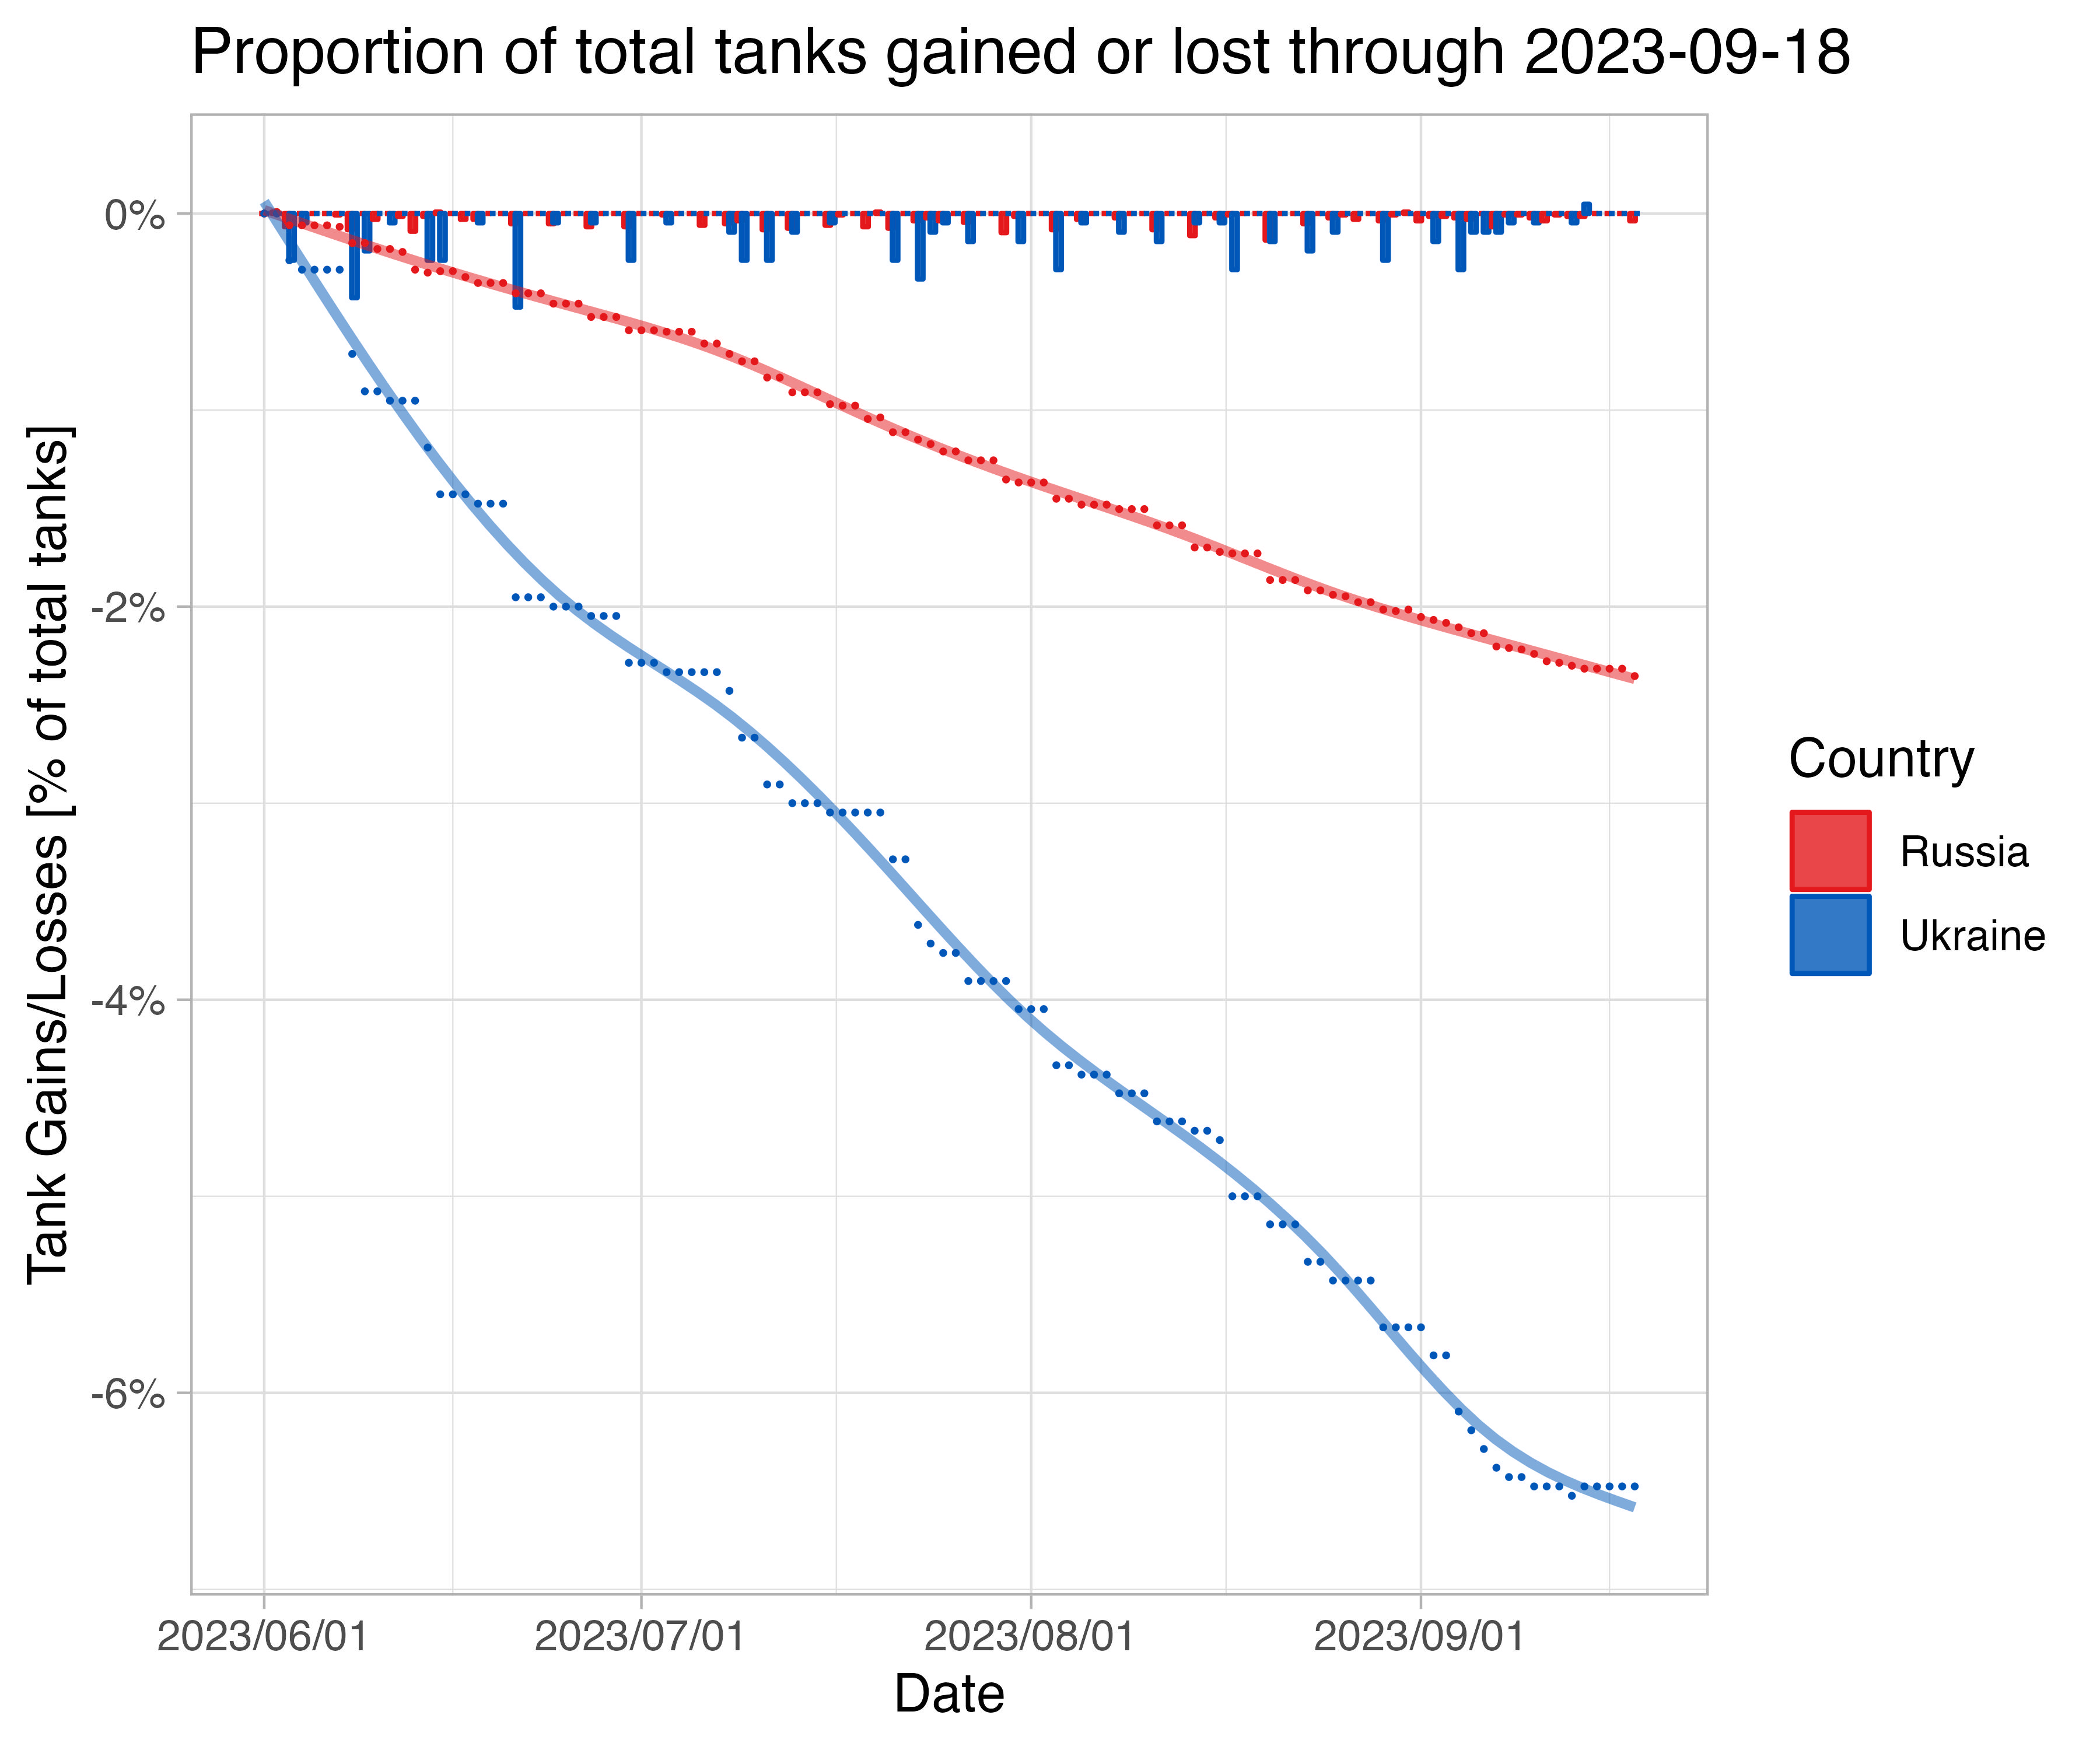 Proportion of total tanks gained or lost through 2023-09-18
Tank Gains/Losses [% of total tanks]
0%
-2%
-4%
-6%
2023/06/01
2023/07/01
2023/08/01
2023/09/01
Date
Country
Russia
Ukraine